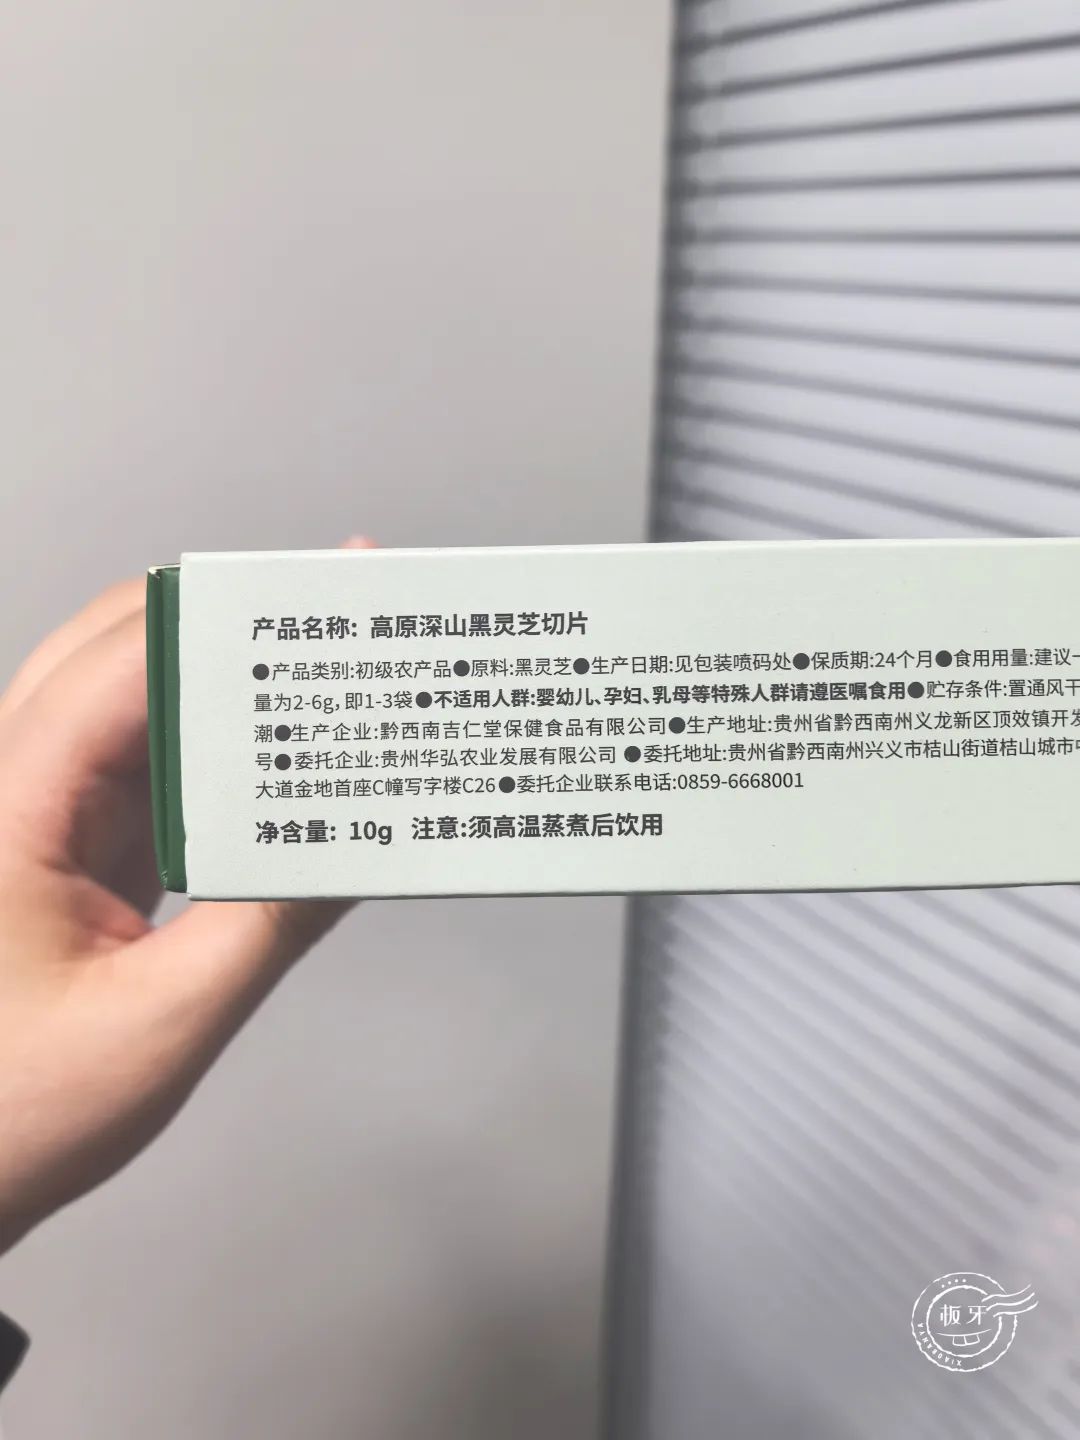 产品名称: 高原深山黑灵芝切片
●产品类别:初级农产品●原料:黑灵芝●生产日期:见包装喷码处●保质期:24个月●食用用量:建议一
量为2-6g,即1-3袋●不适用人群:婴幼儿、孕妇、乳母等特殊人群请遵医嘱食用●贮存条件:置通风干
潮●生产企业:黔西南吉仁堂保健食品有限公司●生产地址:贵州省黔西南州义龙新区顶效镇开发
号●委托企业:贵州华弘农业发展有限公司 ●委托地址:贵州省黔西南州兴义市桔山街道桔山城市中
大道金地首座C幢写字楼C26●委托企业联系电话:0859-6668001
净含量: 10g 注意:须高温蒸煮后饮用
板牙
XIAOBANYA